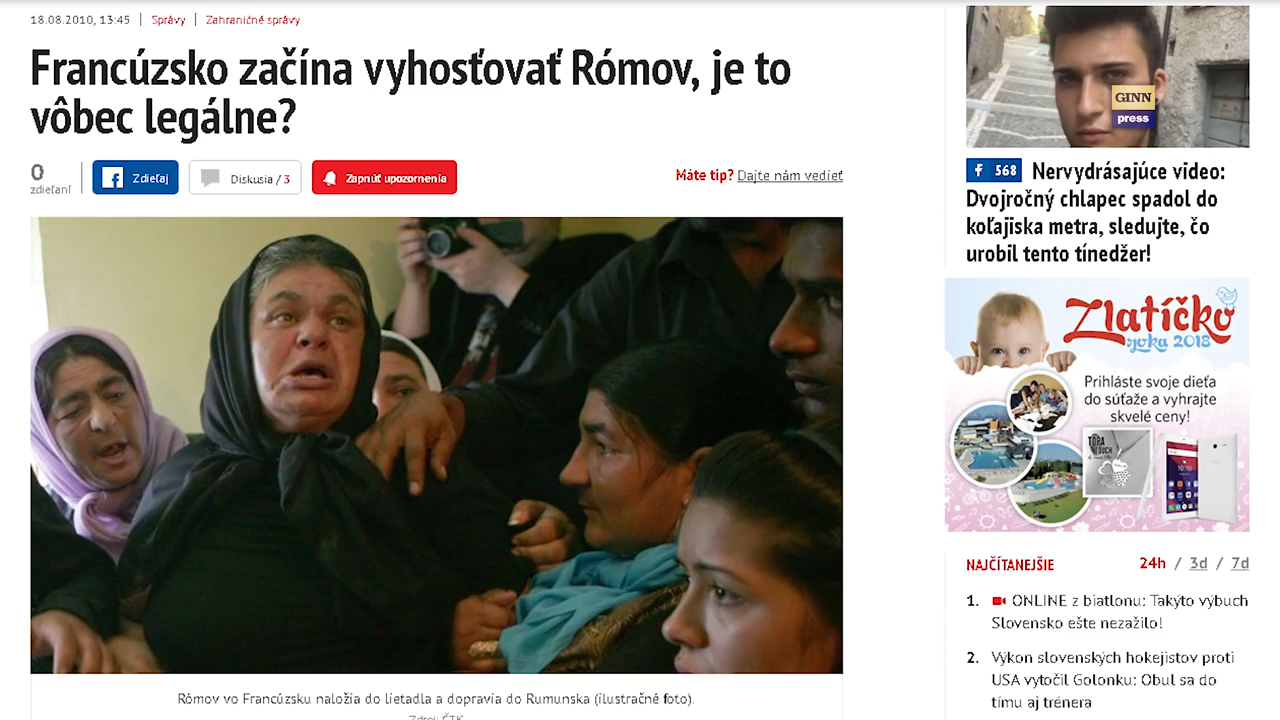 18.08.2010, 13:45 | Správy | Zahraničné správy
Francúzsko začína vyhosťovať Rómov, je to
vôbec legálne?
0
zdieľaní
Zdieľaj
Diskusia / 3
Zapnúť upozornenia
Máte tip? Dajte nám vedieť
Rómov vo Francúzsku naložia do lietadla a dopravia do Rumunska (ilustračné foto).
Zdroj: ČTK
GINN
press
568 Nervydrásajúce video:
Dvojročný chlapec spadol do
koľajiska metra, sledujte, čo
urobil tento tínedžer!
Zlatíčko
roka 2018
Prihláste svoje dieťa
do súťaže a vyhrajte
skvelé ceny!
NAJČÍTANEJŠIE
24h / 3d / 7d
1. ONLINE z biatlonu: Takýto výbuch
Slovensko ešte nezažilo!
2. Výkon slovenských hokejistov proti
USA vytočil Golonku: Obul sa do
tímu aj trénera